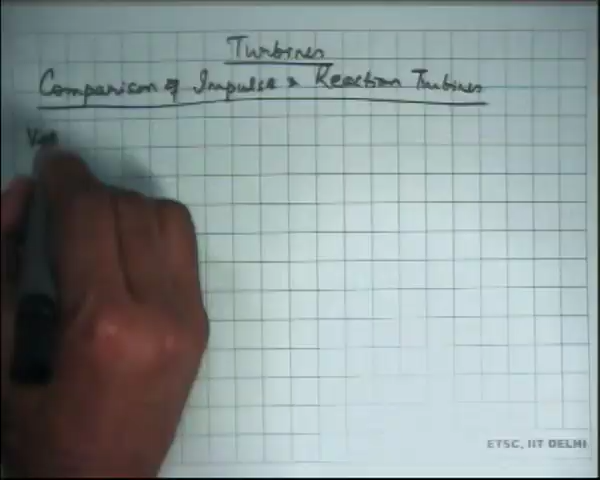 Turbines
Comparison of Impulse & Reaction Turbines
ETSC, IIT DELHI